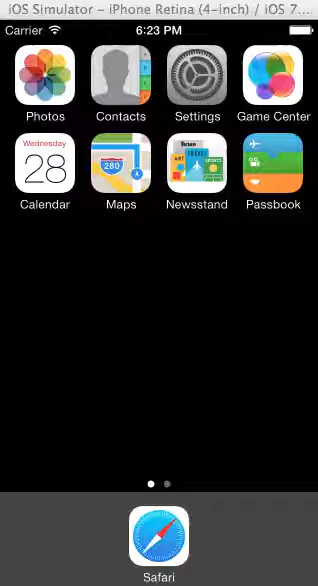 iOS Simulator – iPhone Retina (4-inch) / iOS 7....
Carrier 6:23 PM
Photos Contacts Settings Game Center
Wednesday
28
280
Calendar Maps Newsstand Passbook
Safari